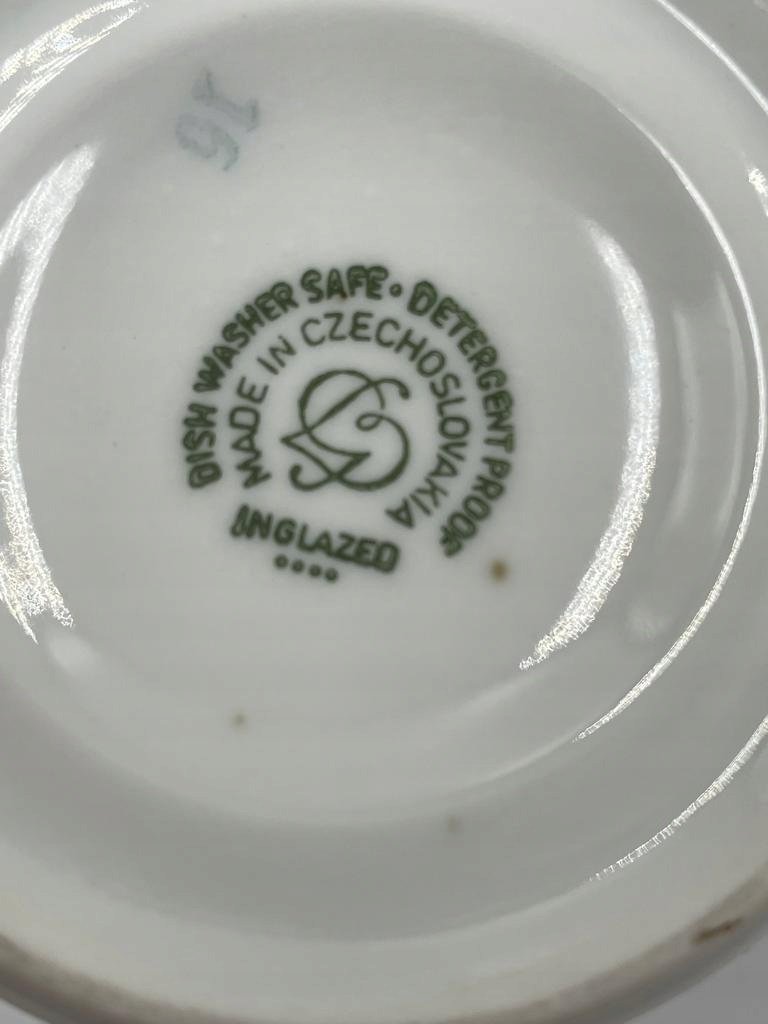 16
DISH WASHER SAFE • DETERGENT PROOF
MADE IN CZECHOSLOVAKIA
INGLAZED